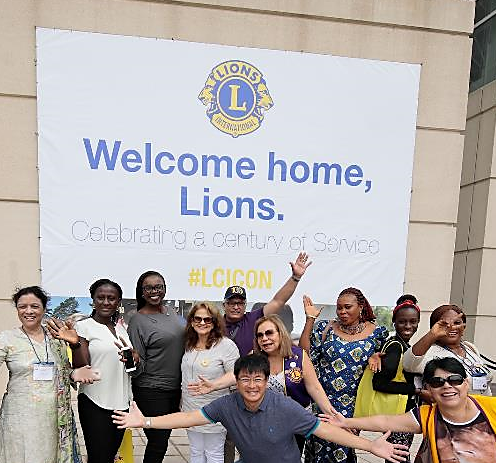 LIONS
L
INTERNATIONAL
Welcome home,
Lions.
Celebrating a century of Service
#LCICON